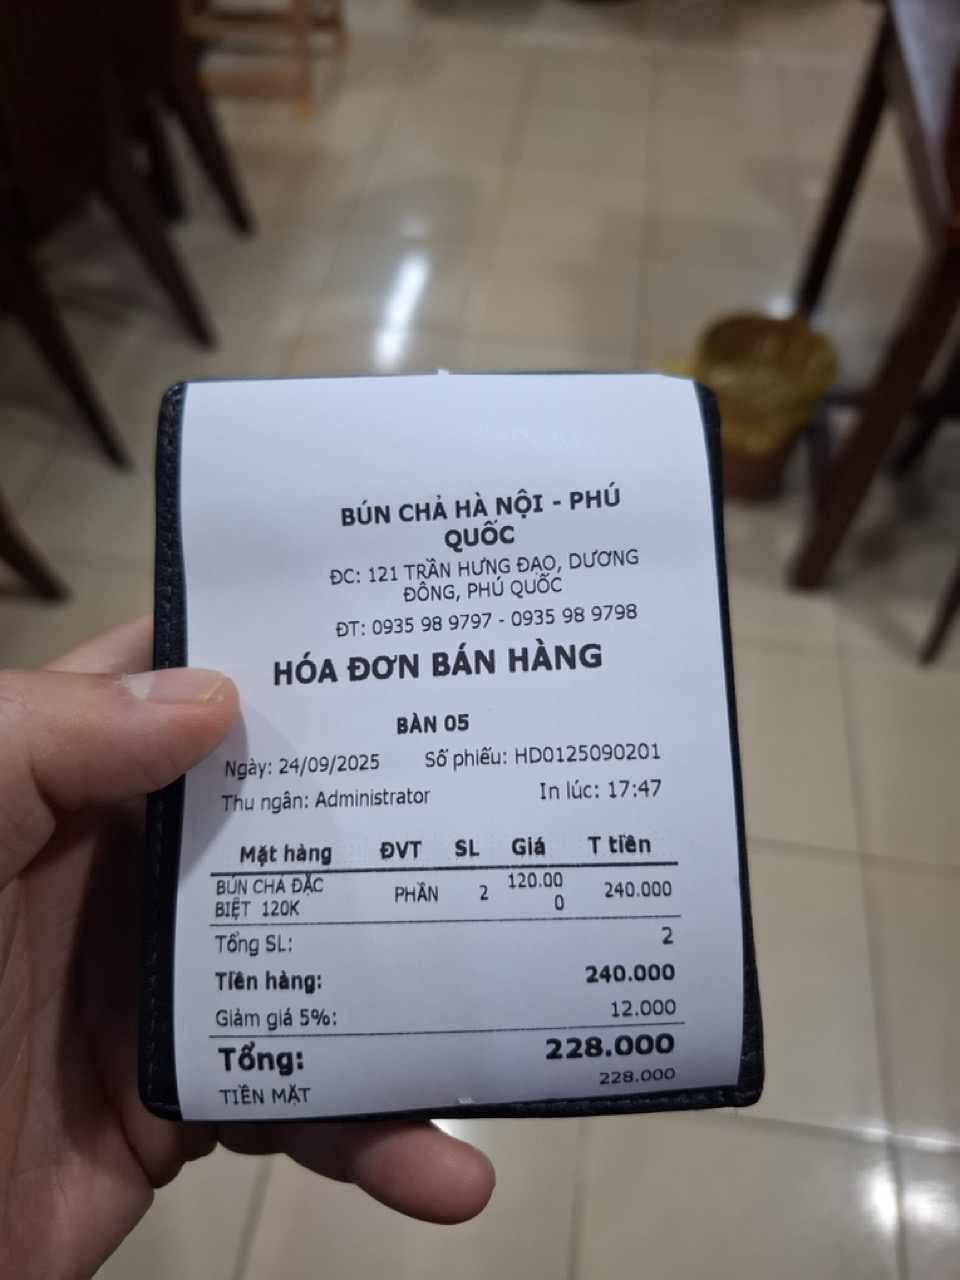 BÚN CHẢ HÀ NỘI - PHÚ
QUỐC
ĐC: 121 TRẦN HƯNG ĐẠO, DƯƠNG
ĐÔNG, PHÚ QUỐC
ĐT: 0935 98 9797 - 0935 98 9798
HÓA ĐƠN BÁN HÀNG
BÀN 05
Ngày: 24/09/2025 Số phiếu: HD0125090201
Thu ngân: Administrator In lúc: 17:47
Mặt hàng ĐVT SL Giá T tiền
BÚN CHẢ ĐẶC 120.00
BIỆT 120K PHẦN 2 0 240.000
Tổng SL: 2
Tiền hàng: 240.000
Giảm giá 5%: 12.000
Tổng: 228.000
TIỀN MẶT 228.000